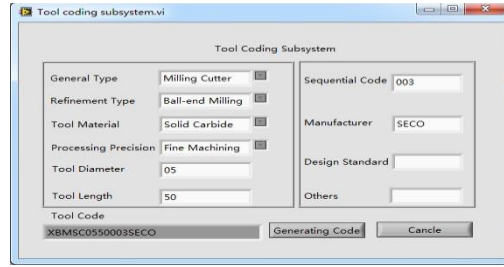 Tool coding subsystem.vi
Tool Coding Subsystem
General Type Milling Cutter
Refinement Type Ball-end Milling
Tool Material Solid Carbide
Processing Precision Fine Machining
Tool Diameter 05
Tool Length 50
Sequential Code 003
Manufacturer SECO
Design Standard
Others
Tool Code
XBMSC0550003SECO
Generating Code Cancle